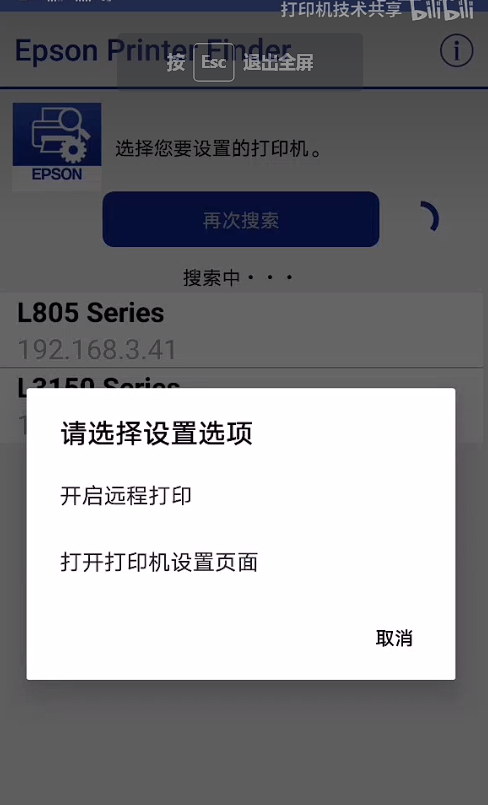 打印机技术共享 bilibili
Epson Printer Finder
按 Esc 退出全屏
选择您要设置的打印机。
EPSON
再次搜索
搜索中・・・
L805 Series
192.168.3.41
L3150 Series
请选择设置选项
开启远程打印
打开打印机设置页面
取消